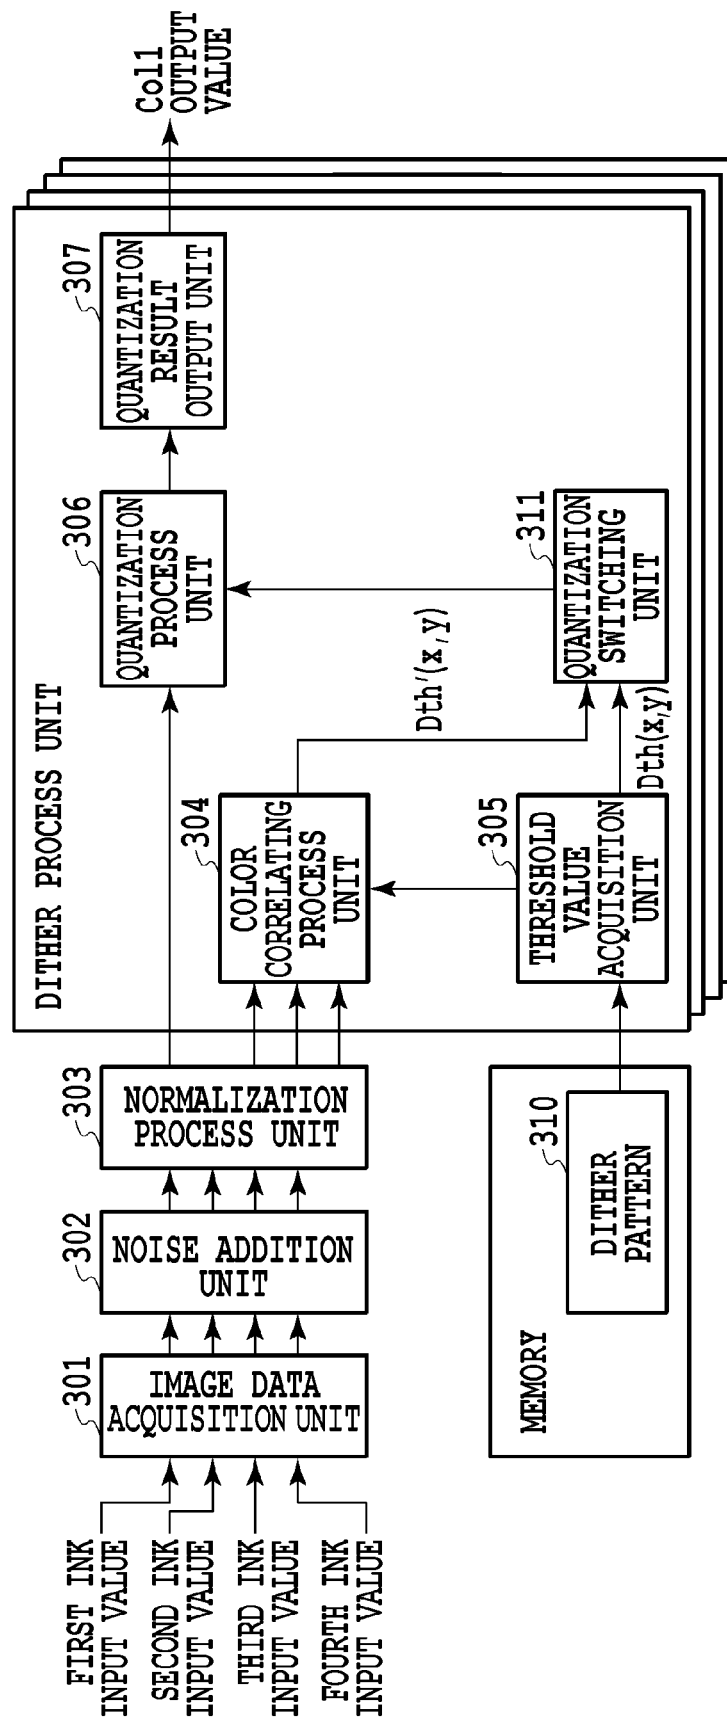 FIRST INK
INPUT VALUE
SECOND INK
INPUT VALUE
THIRD INK
INPUT VALUE
FOURTH INK
INPUT VALUE
301
IMAGE DATA
ACQUISITION UNIT
302
NOISE ADDITION
UNIT
303
NORMALIZATION
PROCESS UNIT
MEMORY
310
DITHER
PATTERN
DITHER PROCESS UNIT
304
COLOR
CORRELATING
PROCESS
UNIT
305
THRESHOLD
VALUE
ACQUISITION
UNIT
Dth'(x,y)
Dth(x,y)
306
QUANTIZATION
PROCESS
UNIT
311
QUANTIZATION
SWITCHING
UNIT
307
QUANTIZATION
RESULT
OUTPUT UNIT
Col1
OUTPUT
VALUE